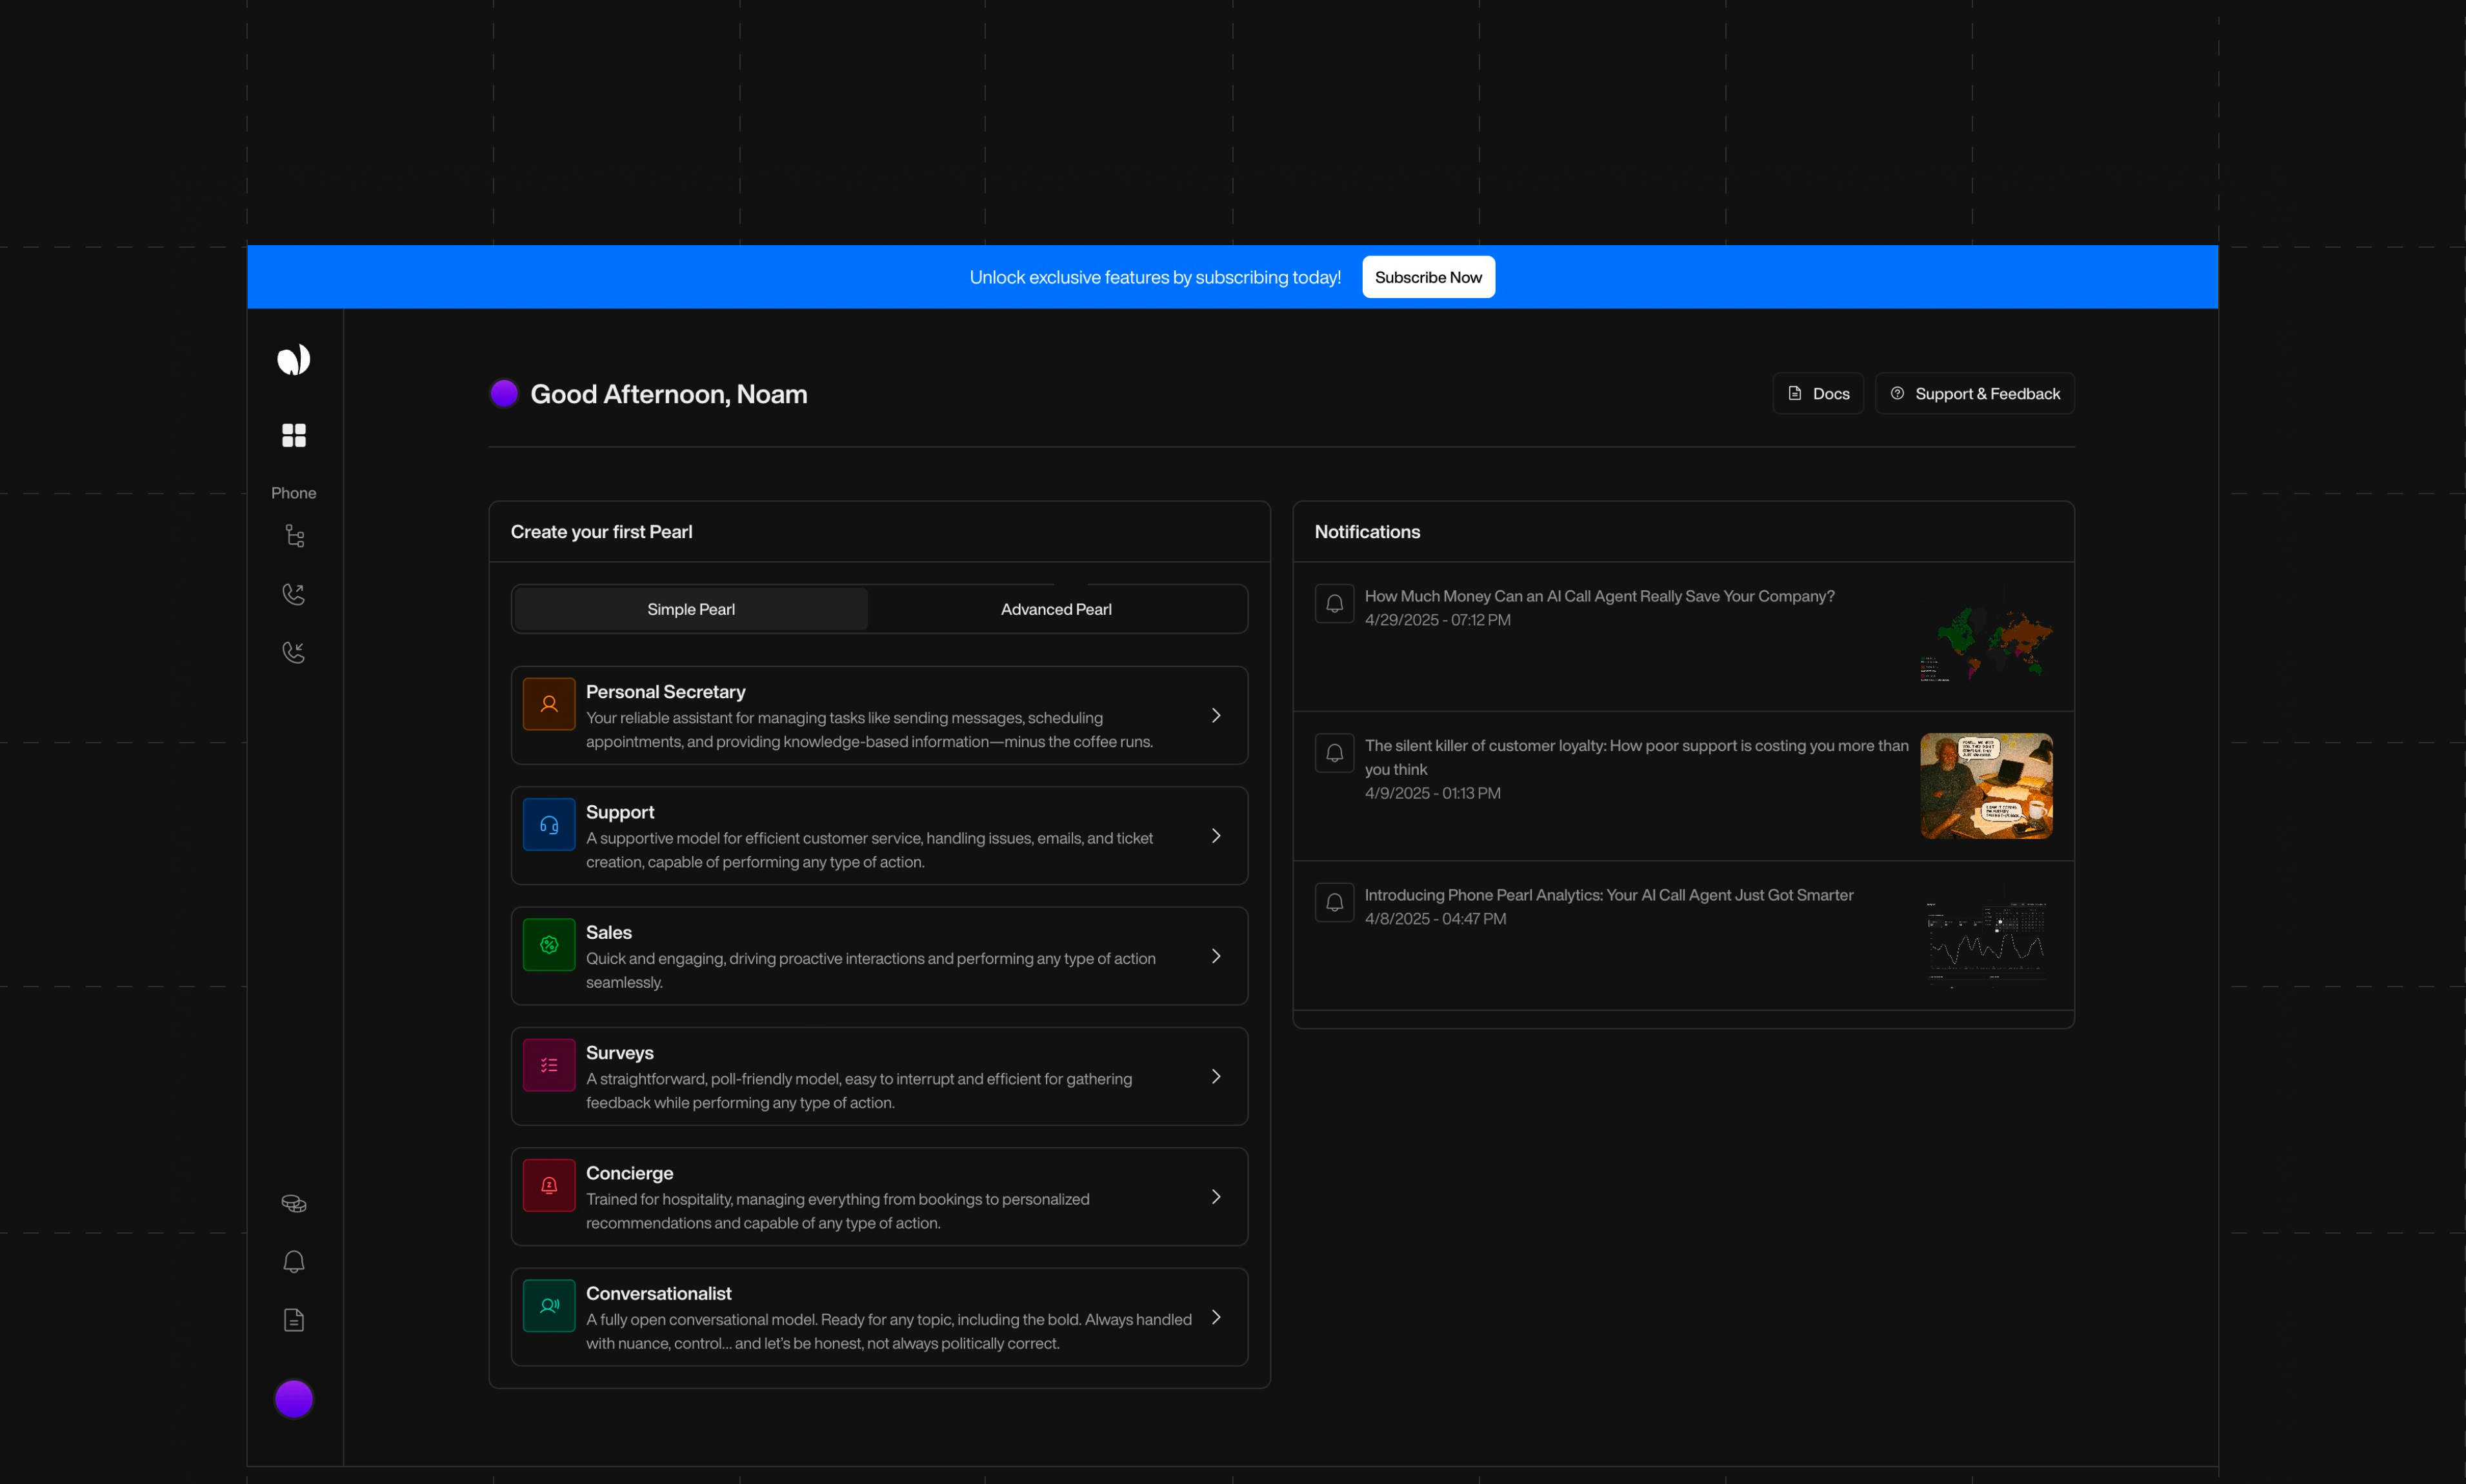 Unlock exclusive features by subscribing today!
Subscribe Now
Good Afternoon, Noam
Docs
Support & Feedback
Phone
Create your first Pearl
Simple Pearl
Advanced Pearl
Personal Secretary
Your reliable assistant for managing tasks like sending messages, scheduling
appointments, and providing knowledge-based information—minus the coffee runs.
Support
A supportive model for efficient customer service, handling issues, emails, and ticket
creation, capable of performing any type of action.
Sales
Quick and engaging, driving proactive interactions and performing any type of action
seamlessly.
Surveys
A straightforward, poll-friendly model, easy to interrupt and efficient for gathering
feedback while performing any type of action.
Concierge
Trained for hospitality, managing everything from bookings to personalized
recommendations and capable of any type of action.
Conversationalist
A fully open conversational model. Ready for any topic, including the bold. Always handled
with nuance, control... and let's be honest, not always politically correct.
Notifications
How Much Money Can an AI Call Agent Really Save Your Company?
4/29/2025 - 07:12 PM
The silent killer of customer loyalty: How poor support is costing you more than
you think
4/9/2025 - 01:13 PM
Introducing Phone Pearl Analytics: Your AI Call Agent Just Got Smarter
4/8/2025 - 04:47 PM